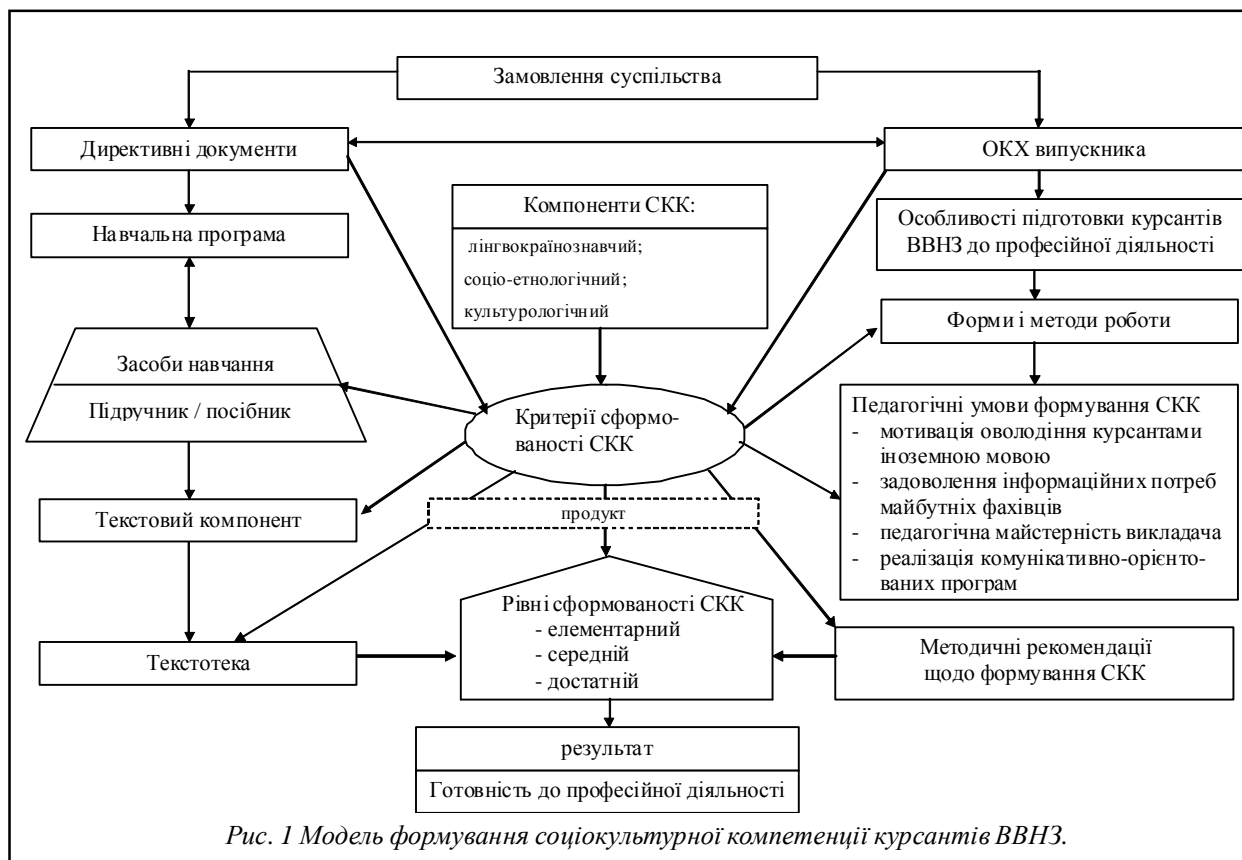 Замовлення суспільства
Директивні документи
ОКХ випускника
Компоненти СКК:
лінгвокраїнознавчий;
соціо-етнологічний;
культурологічний
Навчальна програма
Особливості підготовки курсантів
ВВНЗ до професійної діяльності
Форми і методи роботи
Засоби навчання
Підручник / посібник
Критерії сформо-
ваності СКК
Педагогічні умови формування СКК
- мотивація оволодіння курсантами
іноземною мовою
- задоволення інформаційних потреб
майбутніх фахівців
- педагогічна майстерність викладача
- реалізація комунікативно-орієнто-
ваних програм
Текстовий компонент
продукт
Рівні сформованості СКК
- елементарний
- середній
- достатній
Текстотека
Методичні рекомендації
щодо формування СКК
результат
Готовність до професійної діяльності
Рис. 1 Модель формування соціокультурної компетенції курсантів ВВНЗ.